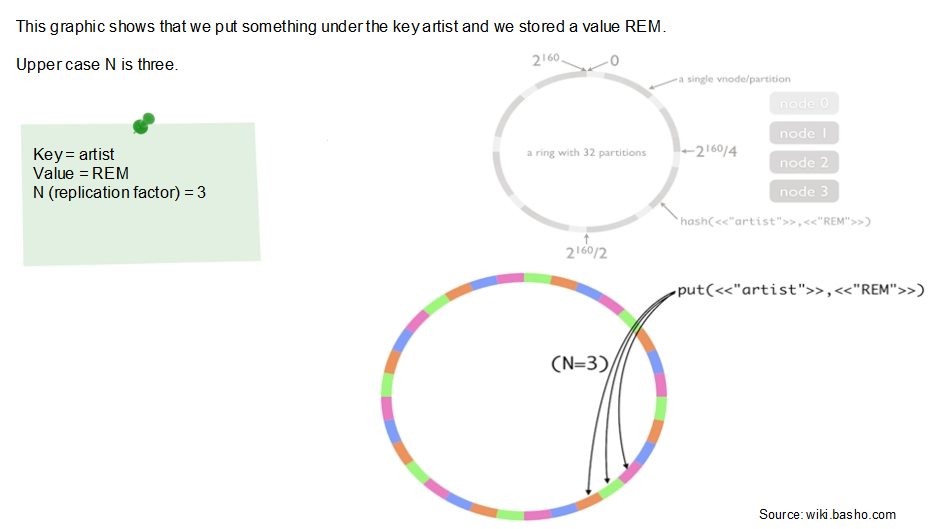 This graphic shows that we put something under the key artist and we stored a value REM.
Upper case N is three.
Key = artist
Value = REM
N (replication factor) = 3
2^160
0
a single vnode/partition
node 0
node 1
node 2
node 3
a ring with 32 partitions
2^160/4
hash(<<"artist">>,<<"REM">>)
2^160/2
put(<<"artist">>,<<"REM">>)
(N=3)
Source: wiki.basho.com